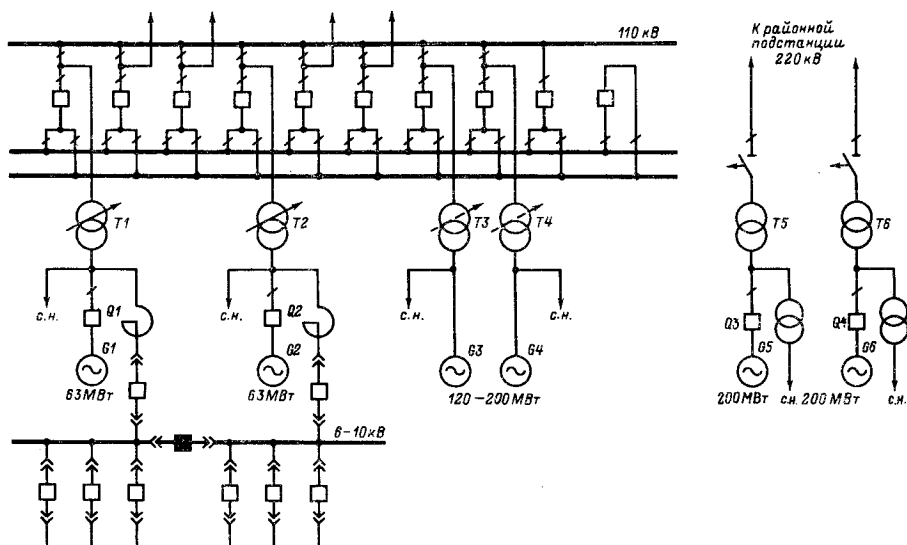 110 кВ
К районной
подстанции
220 кВ
T1
T2
T3
T4
T5
T6
с.н.
Q1
с.н.
Q2
с.н.
с.н.
Q3
Q4
G1
G2
G3
G4
G5
G6
63 МВт
63 МВт
120–200 МВт
200 МВт
с.н.
200 МВт
с.н.
6–10 кВ